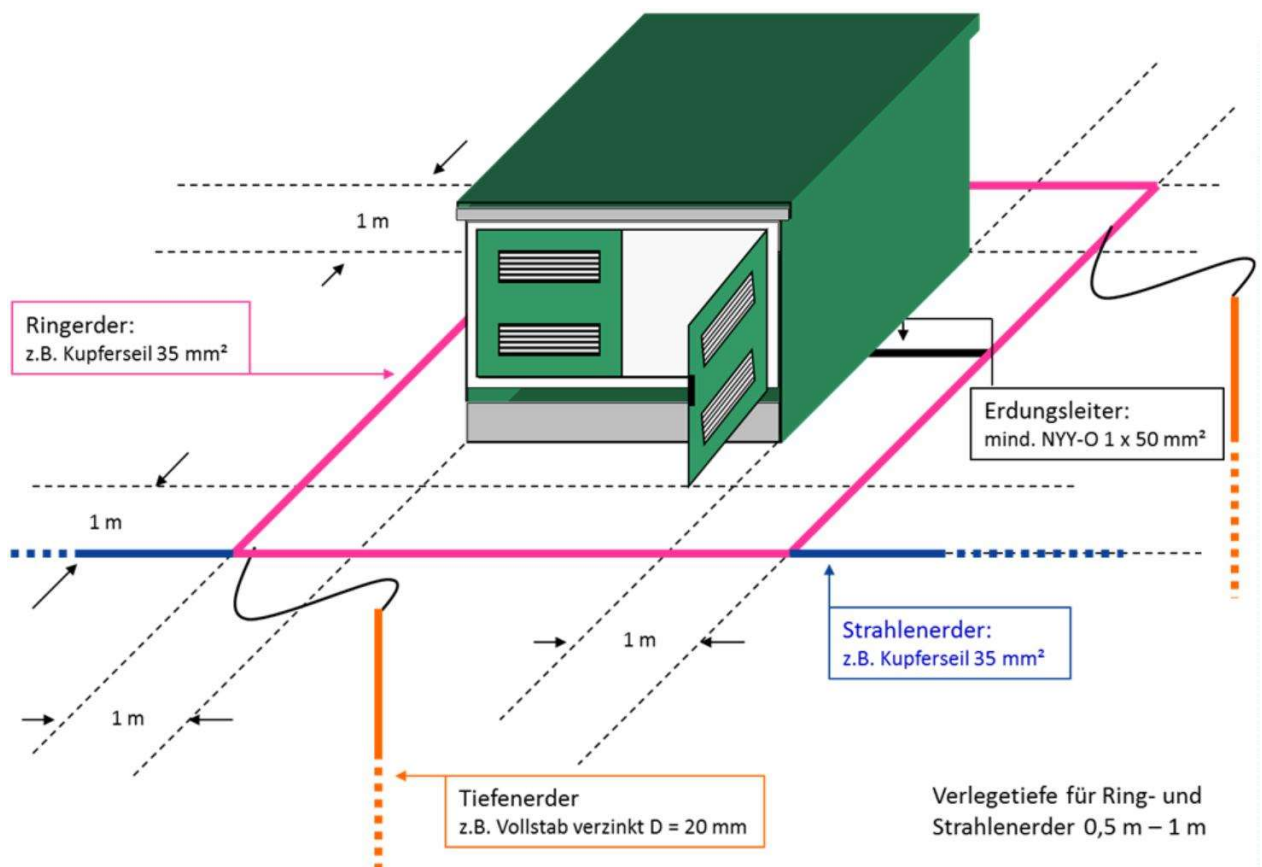 1 m
Ringerder:
z.B. Kupferseil 35 mm²
Erdungsleiter:
mind. NYY-O 1 x 50 mm²
1 m
Strahlenerder:
z.B. Kupferseil 35 mm²
1 m
1 m
Tiefenerder
z.B. Vollstab verzinkt D = 20 mm
Verlegetiefe für Ring- und
Strahlenerder 0,5 m – 1 m